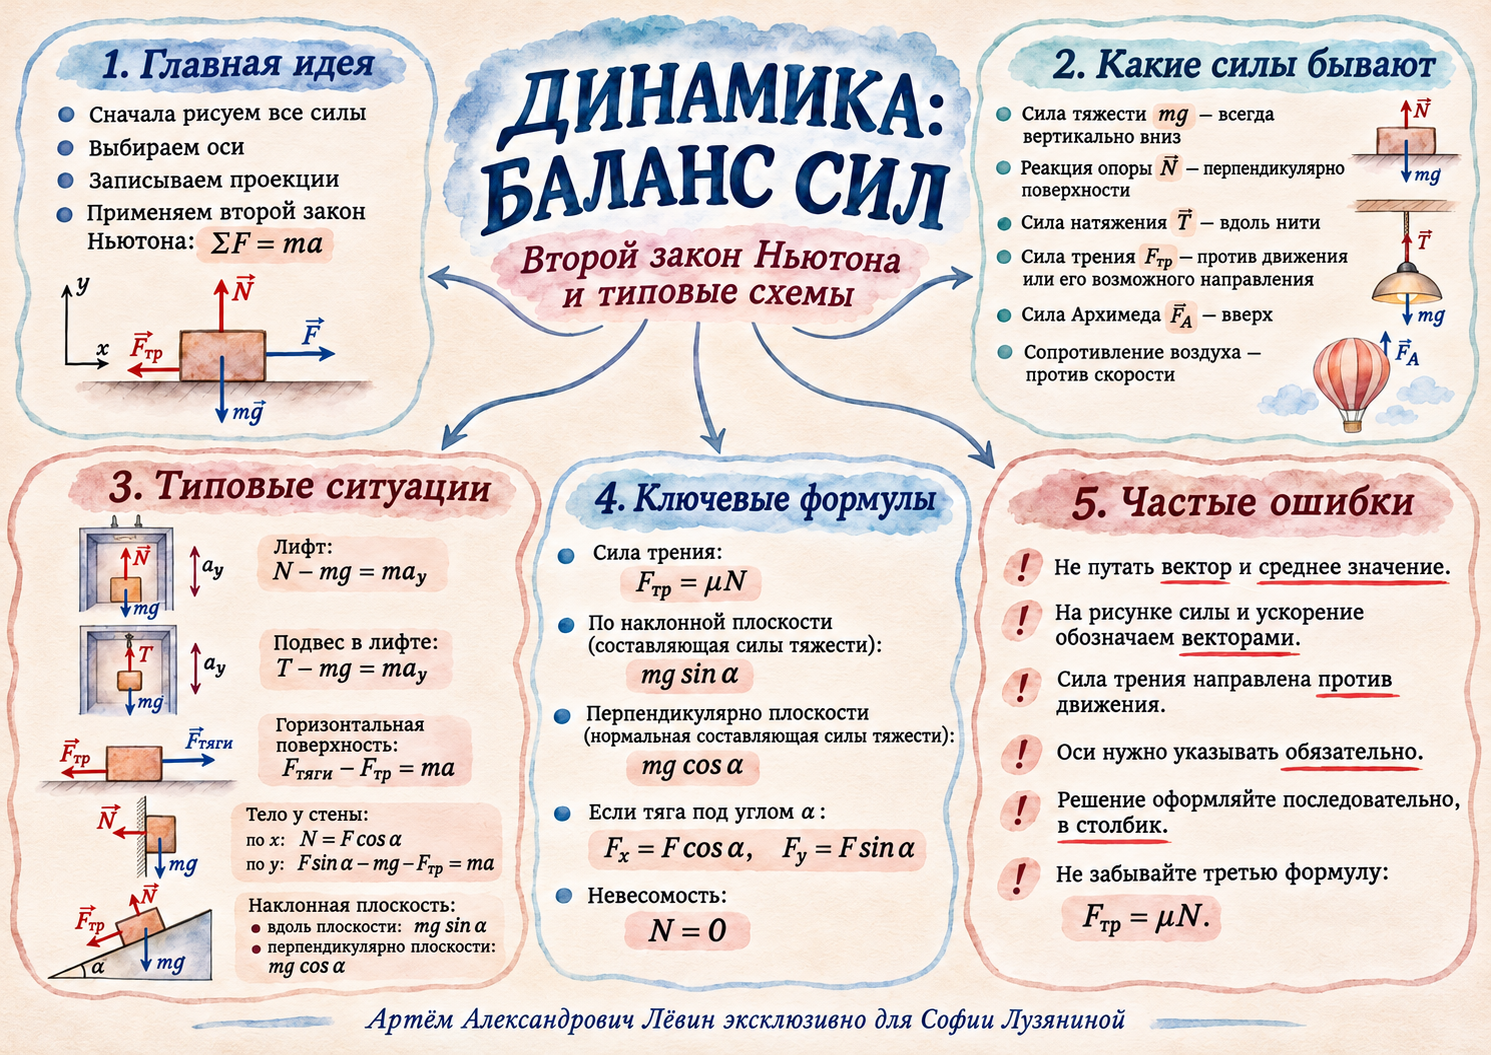 ДИНАМИКА:
БАЛАНС СИЛ
Второй закон Ньютона
и типовые схемы
1. Главная идея
Сначала рисуем все силы
Выбираем оси
Записываем проекции
Применяем второй закон
Ньютона: ΣF = ma
y
x
N⃗
F⃗тр
F⃗
mg⃗
2. Какие силы бывают
Сила тяжести mg – всегда
вертикально вниз
Реакция опоры N⃗ – перпендикулярно
поверхности
Сила натяжения T⃗ – вдоль нити
Сила трения Fтр – против движения
или его возможного направления
Сила Архимеда F⃗A – вверх
Сопротивление воздуха –
против скорости
N⃗
mg
T⃗
mg
F⃗A
3. Типовые ситуации
N⃗
mg
ay
Лифт:
N – mg = may
T
mg
ay
Подвес в лифте:
T – mg = may
F⃗тр
F⃗тяги
Горизонтальная
поверхность:
Fтяги – Fтр = ma
N⃗
mg
Тело у стены:
по x: N = F cos α
по y: F sin α – mg – Fтр = ma
N⃗
F⃗тр
α
mg
Наклонная плоскость:
вдоль плоскости: mg sin α
перпендикулярно плоскости:
mg cos α
4. Ключевые формулы
Сила трения:
Fтр = μN
По наклонной плоскости
(составляющая силы тяжести):
mg sin α
Перпендикулярно плоскости
(нормальная составляющая силы тяжести):
mg cos α
Если тяга под углом α :
Fx = F cos α, Fy = F sin α
Невесомость:
N = 0
5. Частые ошибки
! Не путать вектор и среднее значение.
! На рисунке силы и ускорение
обозначаем векторами.
! Сила трения направлена против
движения.
! Оси нужно указывать обязательно.
! Решение оформляйте последовательно,
в столбик.
! Не забывайте третью формулу:
Fтр = μN.
Артём Александрович Лёвин эксклюзивно для Софии Лузяниной